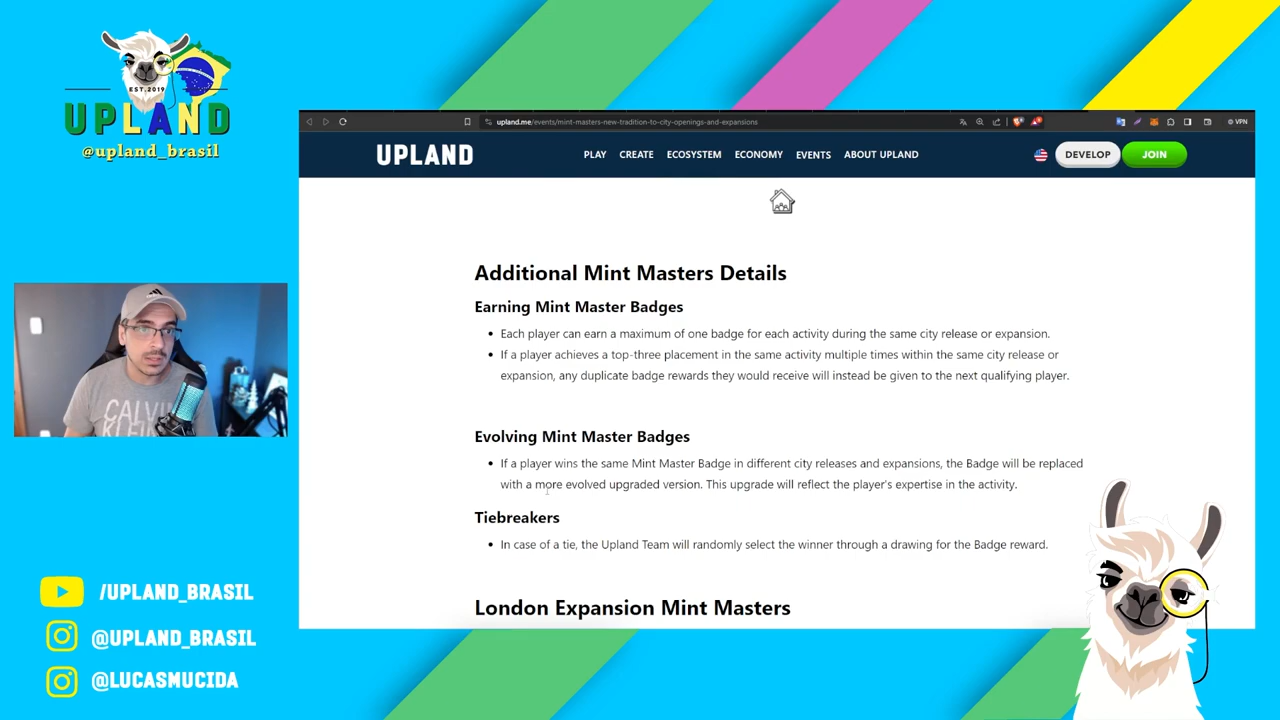 EST.2019
UPLAND
@upland_brasil
upland.me/events/mint-masters-new-tradition-to-city-openings-and-expansions
VPN
UPLAND
PLAY
CREATE
ECOSYSTEM
ECONOMY
EVENTS
ABOUT UPLAND
DEVELOP
JOIN
Additional Mint Masters Details
Earning Mint Master Badges
• Each player can earn a maximum of one badge for each activity during the same city release or expansion.
• If a player achieves a top-three placement in the same activity multiple times within the same city release or
expansion, any duplicate badge rewards they would receive will instead be given to the next qualifying player.
Evolving Mint Master Badges
• If a player wins the same Mint Master Badge in different city releases and expansions, the Badge will be replaced
with a more evolved upgraded version. This upgrade will reflect the player's expertise in the activity.
Tiebreakers
• In case of a tie, the Upland Team will randomly select the winner through a drawing for the Badge reward.
London Expansion Mint Masters
CALVIN
KLEIN
/UPLAND_BRASIL
@UPLAND_BRASIL
@LUCASMUCIDA